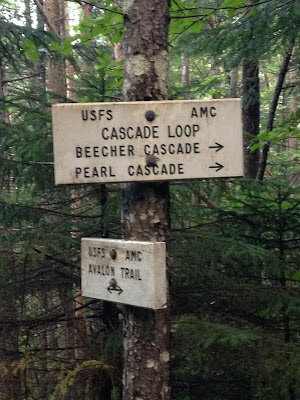 USFS AMC
CASCADE LOOP
BEECHER CASCADE →
PEARL CASCADE →
USFS AMC
AVALON TRAIL